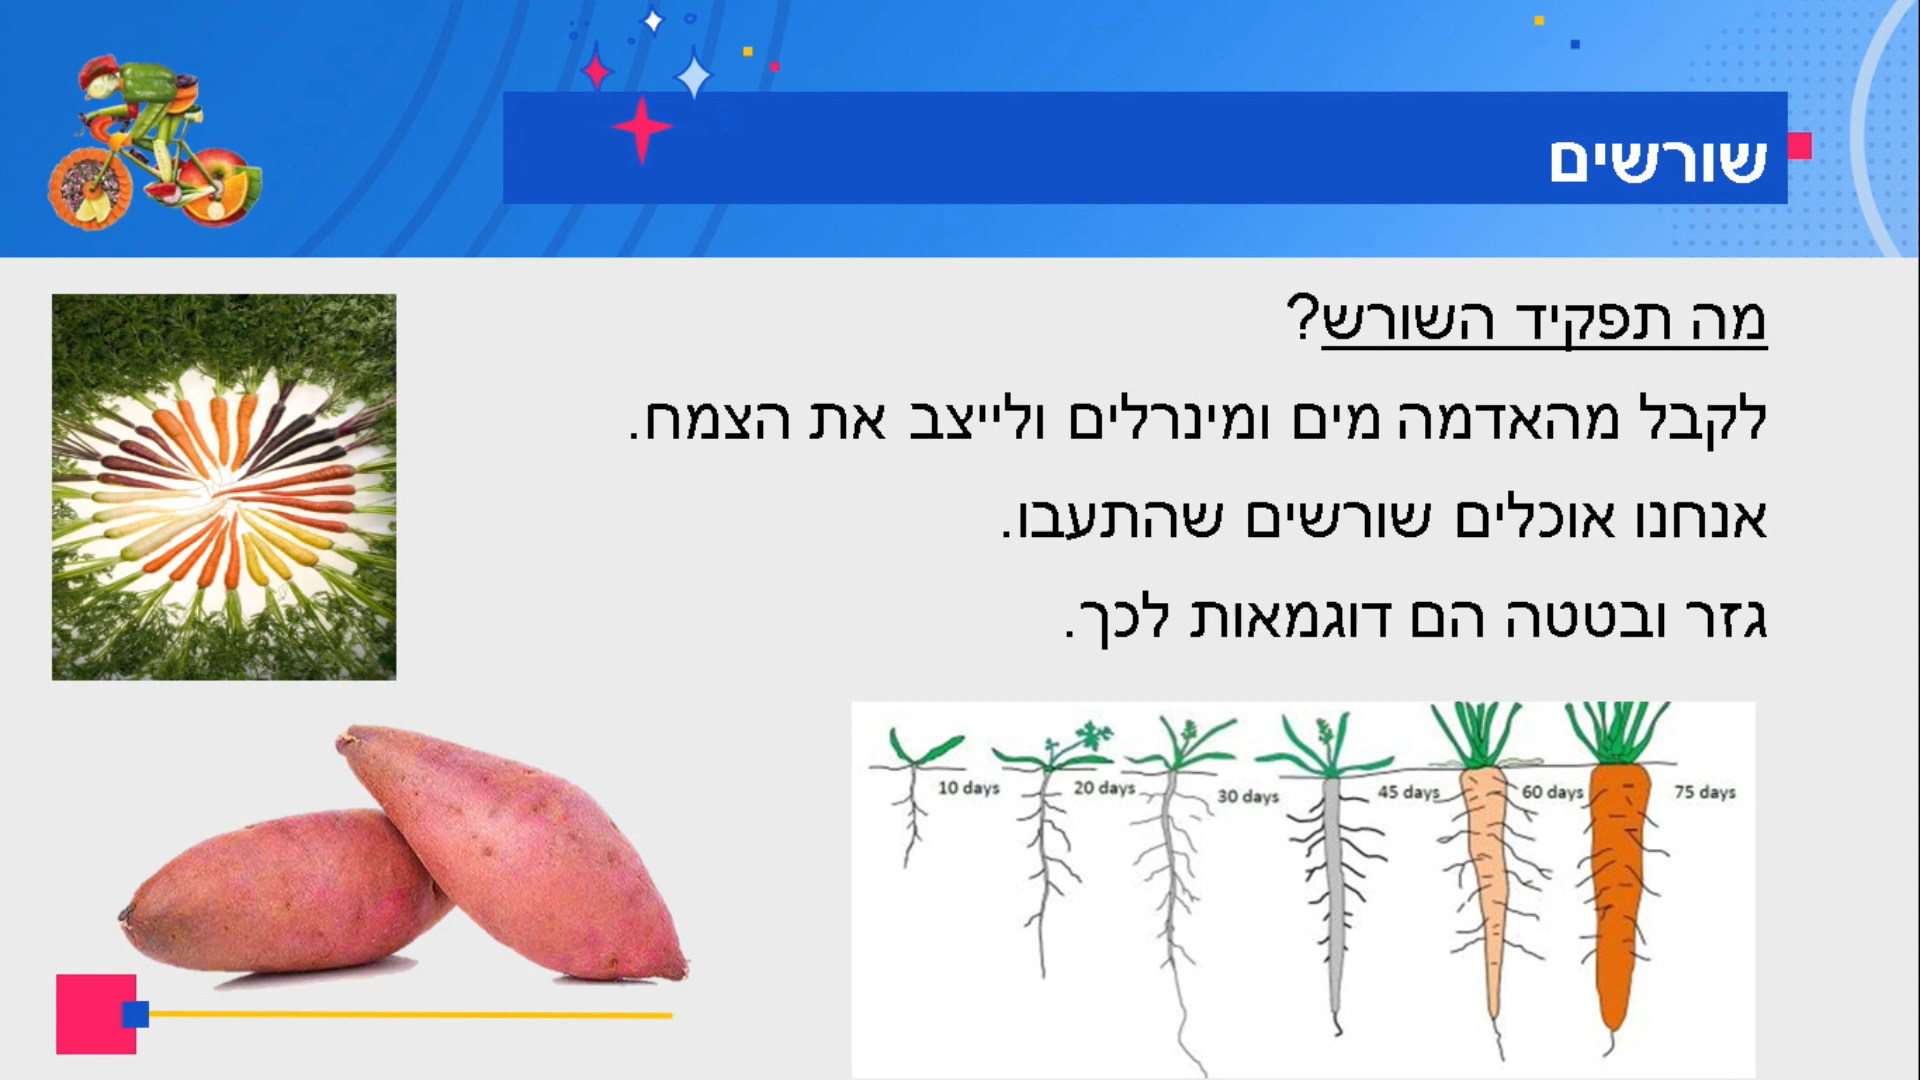 שורשים
מה תפקיד השורש?
לקבל מהאדמה מים ומינרלים ולייצב את הצמח.
אנחנו אוכלים שורשים שהתעבו.
גזר ובטטה הם דוגמאות לכך.
10 days
20 days
30 days
45 days
60 days
75 days